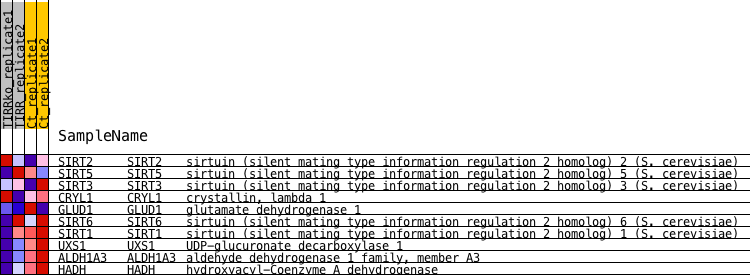 TIRRko_replicate1
TIRR_replicate2
Ct_replicate1
Ct_replicate2
SampleName
SIRT2 SIRT2 sirtuin (silent mating type information regulation 2 homolog) 2 (S. cerevisiae)
SIRT5 SIRT5 sirtuin (silent mating type information regulation 2 homolog) 5 (S. cerevisiae)
SIRT3 SIRT3 sirtuin (silent mating type information regulation 2 homolog) 3 (S. cerevisiae)
CRYL1 CRYL1 crystallin, lambda 1
GLUD1 GLUD1 glutamate dehydrogenase 1
SIRT6 SIRT6 sirtuin (silent mating type information regulation 2 homolog) 6 (S. cerevisiae)
SIRT1 SIRT1 sirtuin (silent mating type information regulation 2 homolog) 1 (S. cerevisiae)
UXS1 UXS1 UDP-glucuronate decarboxylase 1
ALDH1A3 ALDH1A3 aldehyde dehydrogenase 1 family, member A3
HADH HADH hydroxyacyl-Coenzyme A dehydrogenase